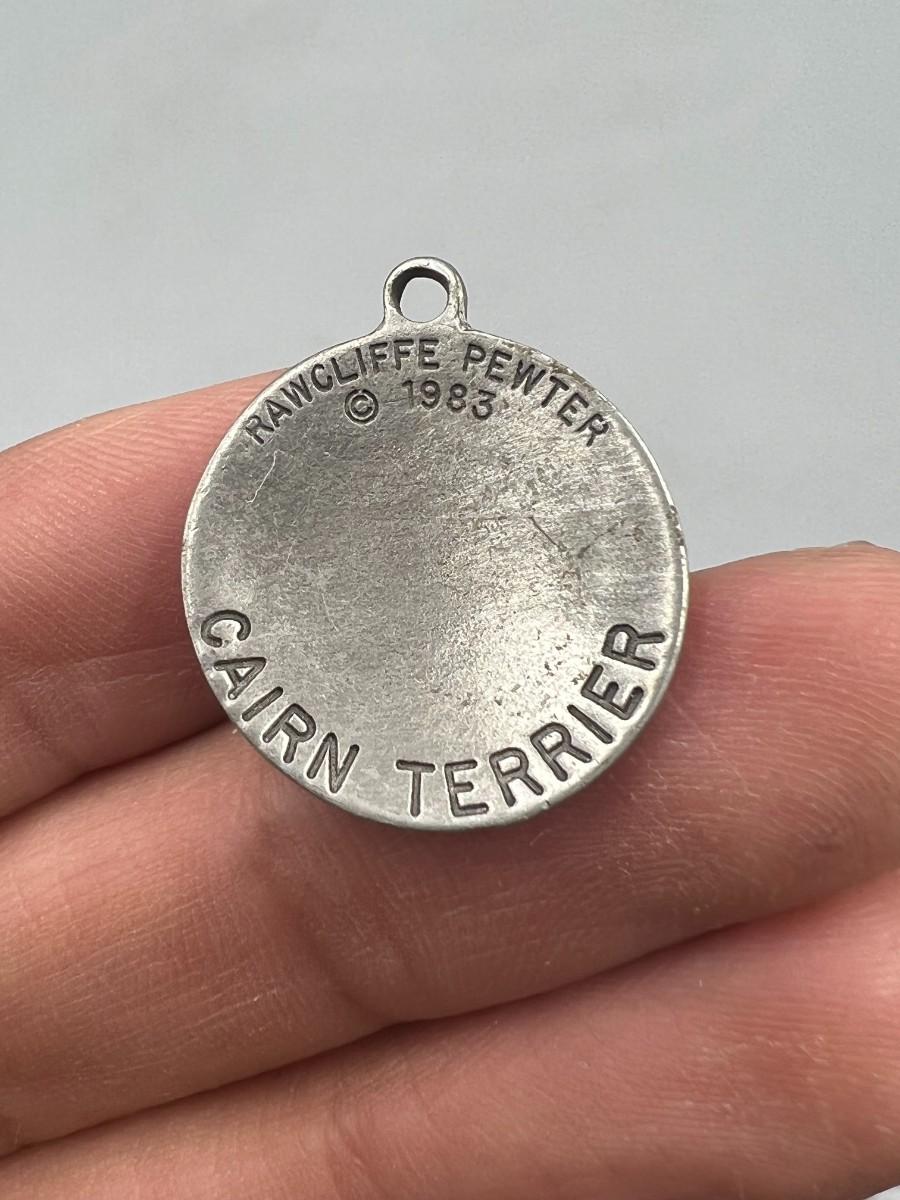 RAWCLIFFE PEWTER
© 1983
CAIRN TERRIER